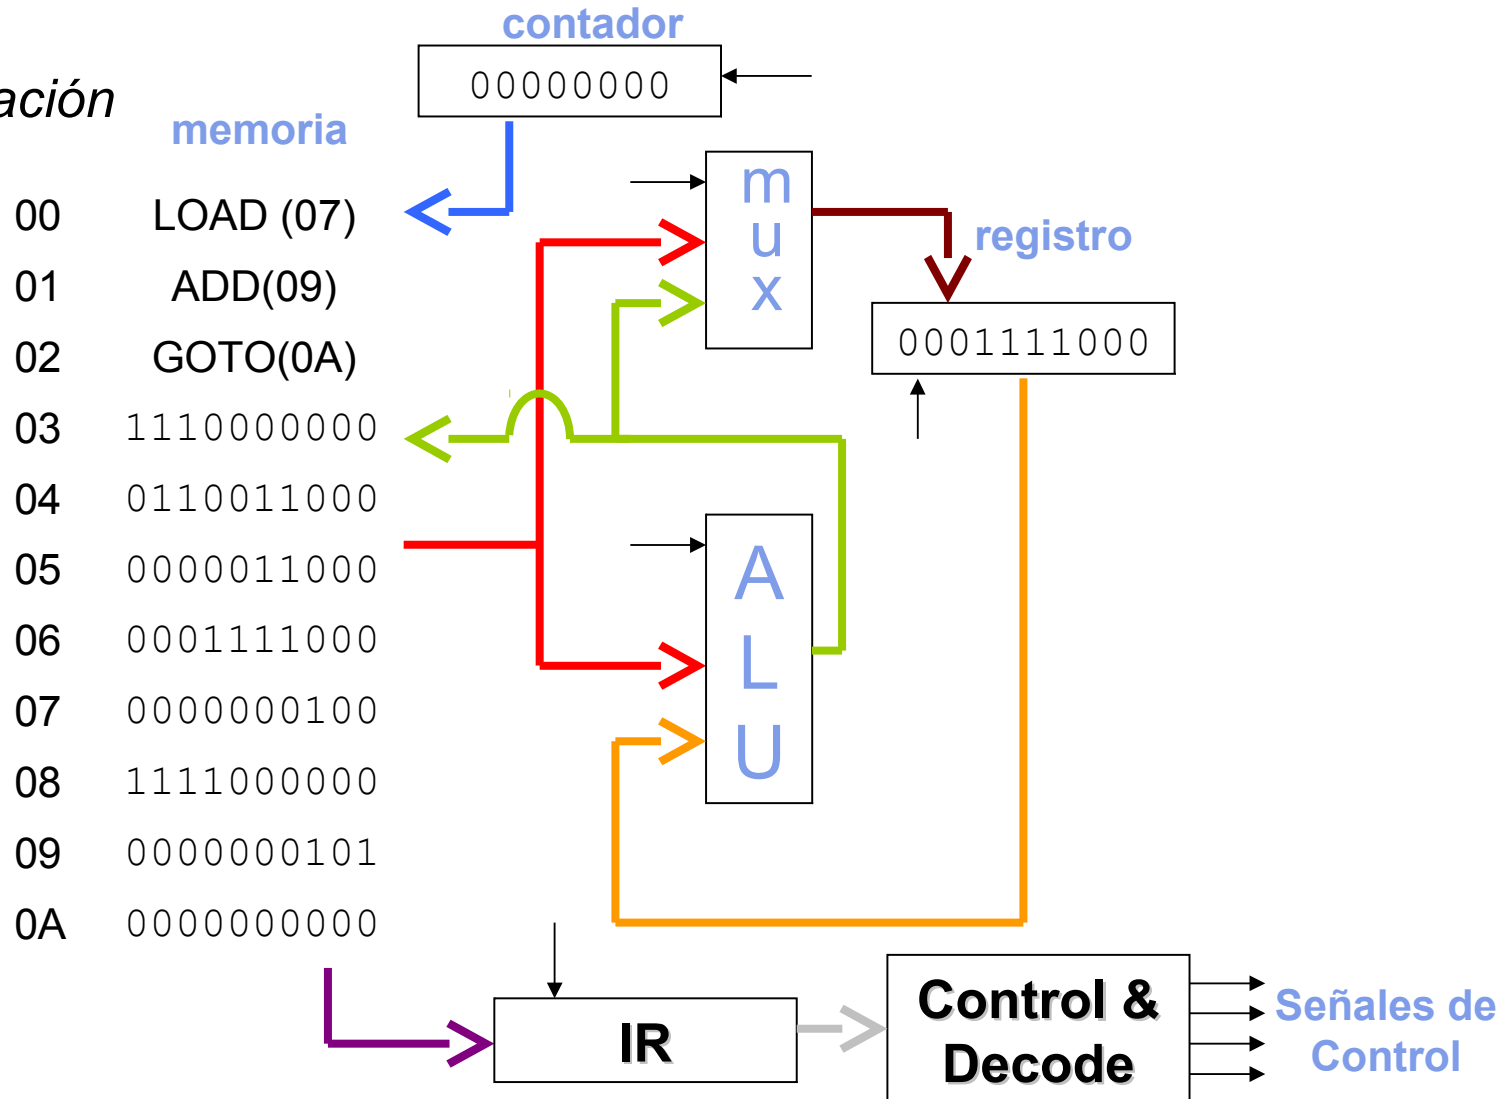 contador
00000000
ación
memoria
00 LOAD (07)
01 ADD(09)
02 GOTO(0A)
03 1110000000
04 0110011000
05 0000011000
06 0001111000
07 0000000100
08 1111000000
09 0000000101
0A 0000000000
m
u
x
registro
0001111000
A
L
U
IR
Control &
Decode
Señales de
Control